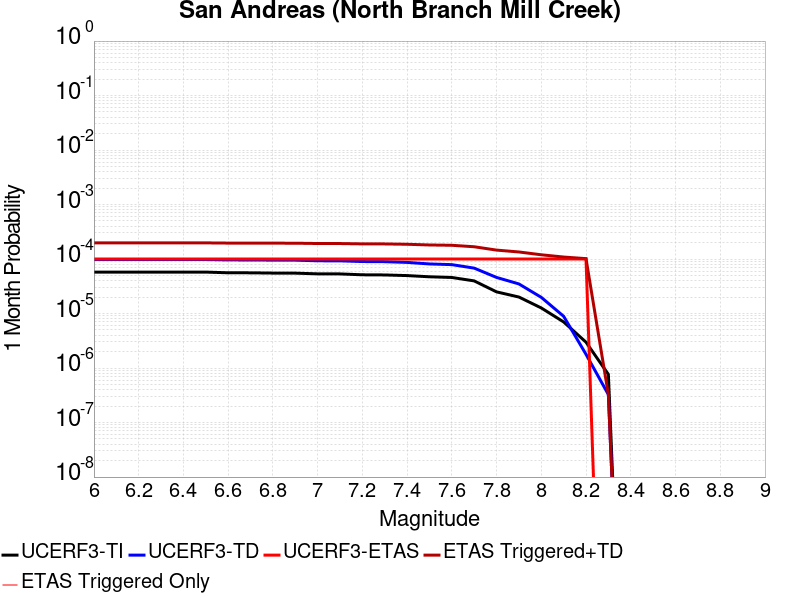 San Andreas (North Branch Mill Creek)
10^0
10^-1
10^-2
10^-3
10^-4
10^-5
10^-6
10^-7
10^-8
1 Month Probability
6 6.2 6.4 6.6 6.8 7 7.2 7.4 7.6 7.8 8 8.2 8.4 8.6 8.8 9
Magnitude
UCERF3-TI UCERF3-TD UCERF3-ETAS ETAS Triggered+TD
ETAS Triggered Only